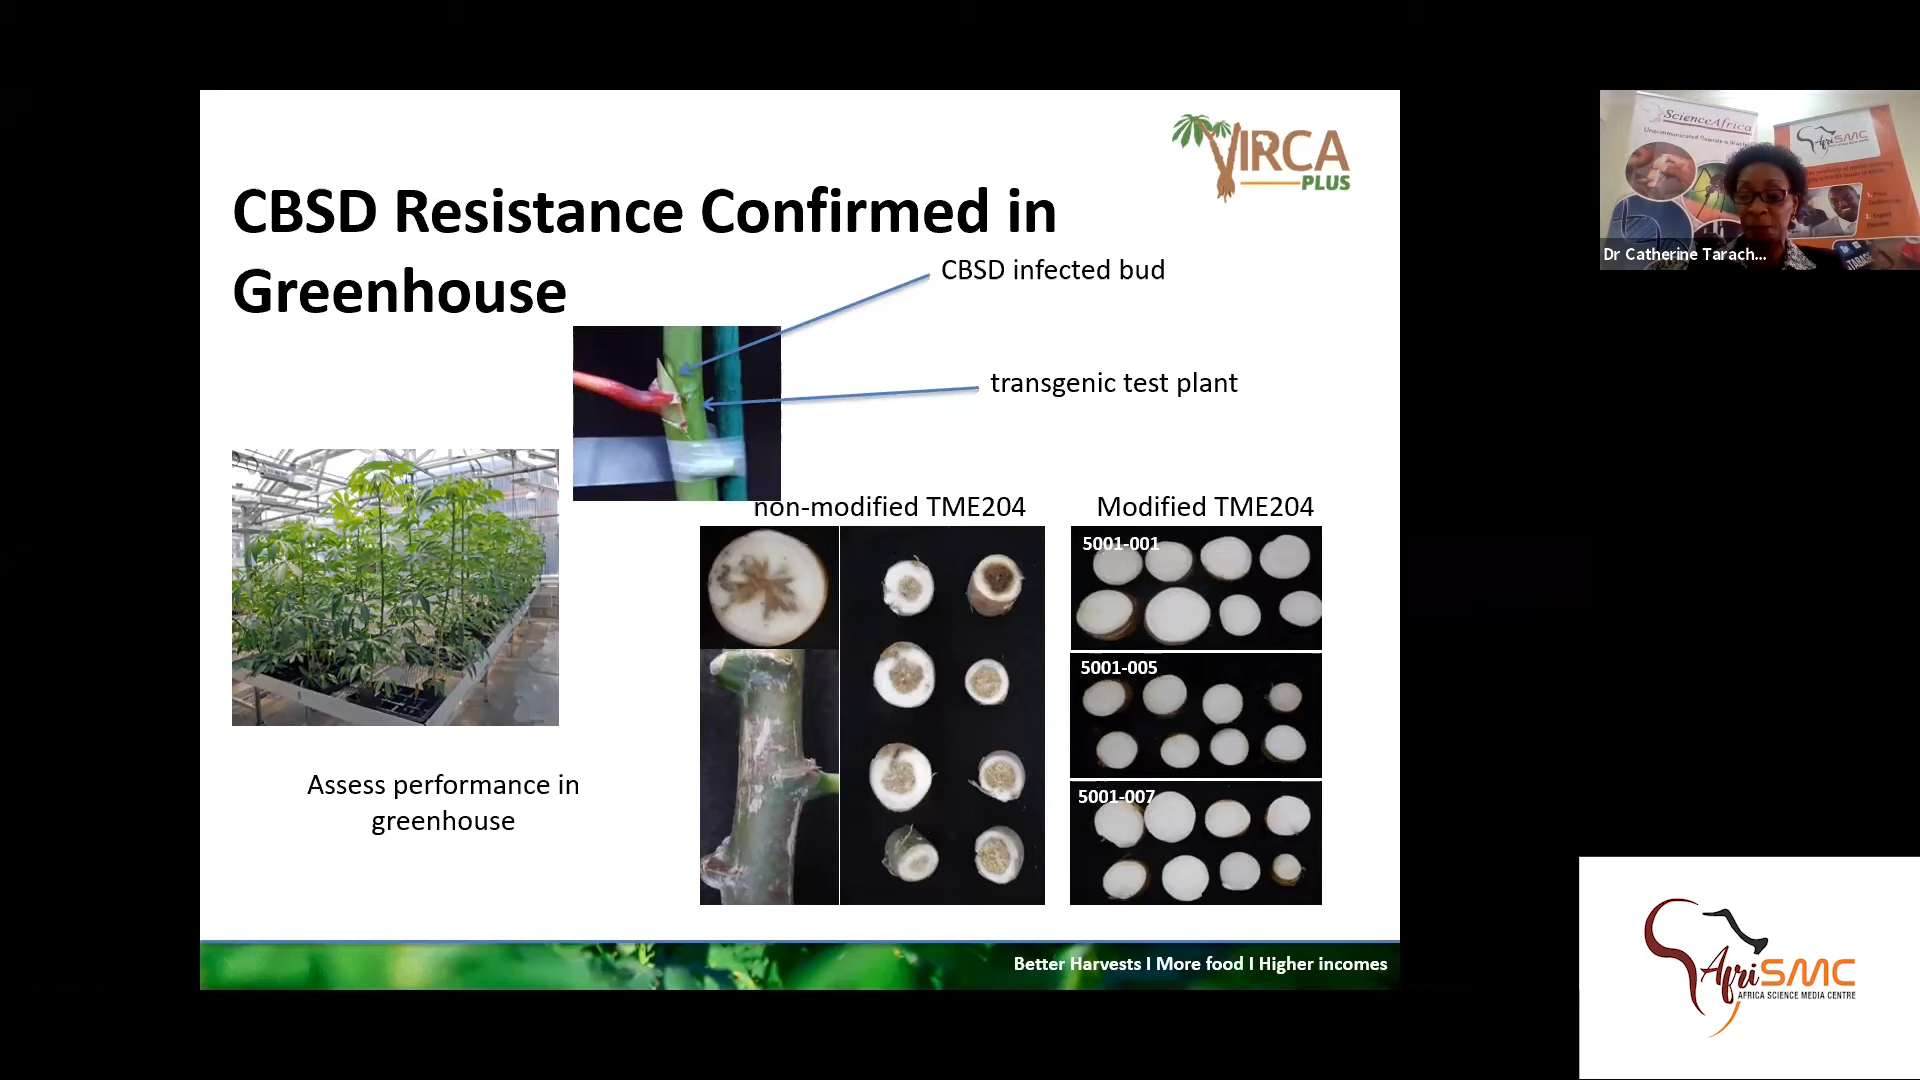 VIRCA
PLUS
CBSD Resistance Confirmed in
Greenhouse
CBSD infected bud
transgenic test plant
non-modified TME204
Modified TME204
5001-001
5001-005
5001-007
Assess performance in
greenhouse
Better Harvests I More food I Higher incomes
ScienceAfrica
AfriSMC
Dr Catherine Tarach...
AfriSMC
AFRICA SCIENCE MEDIA CENTRE